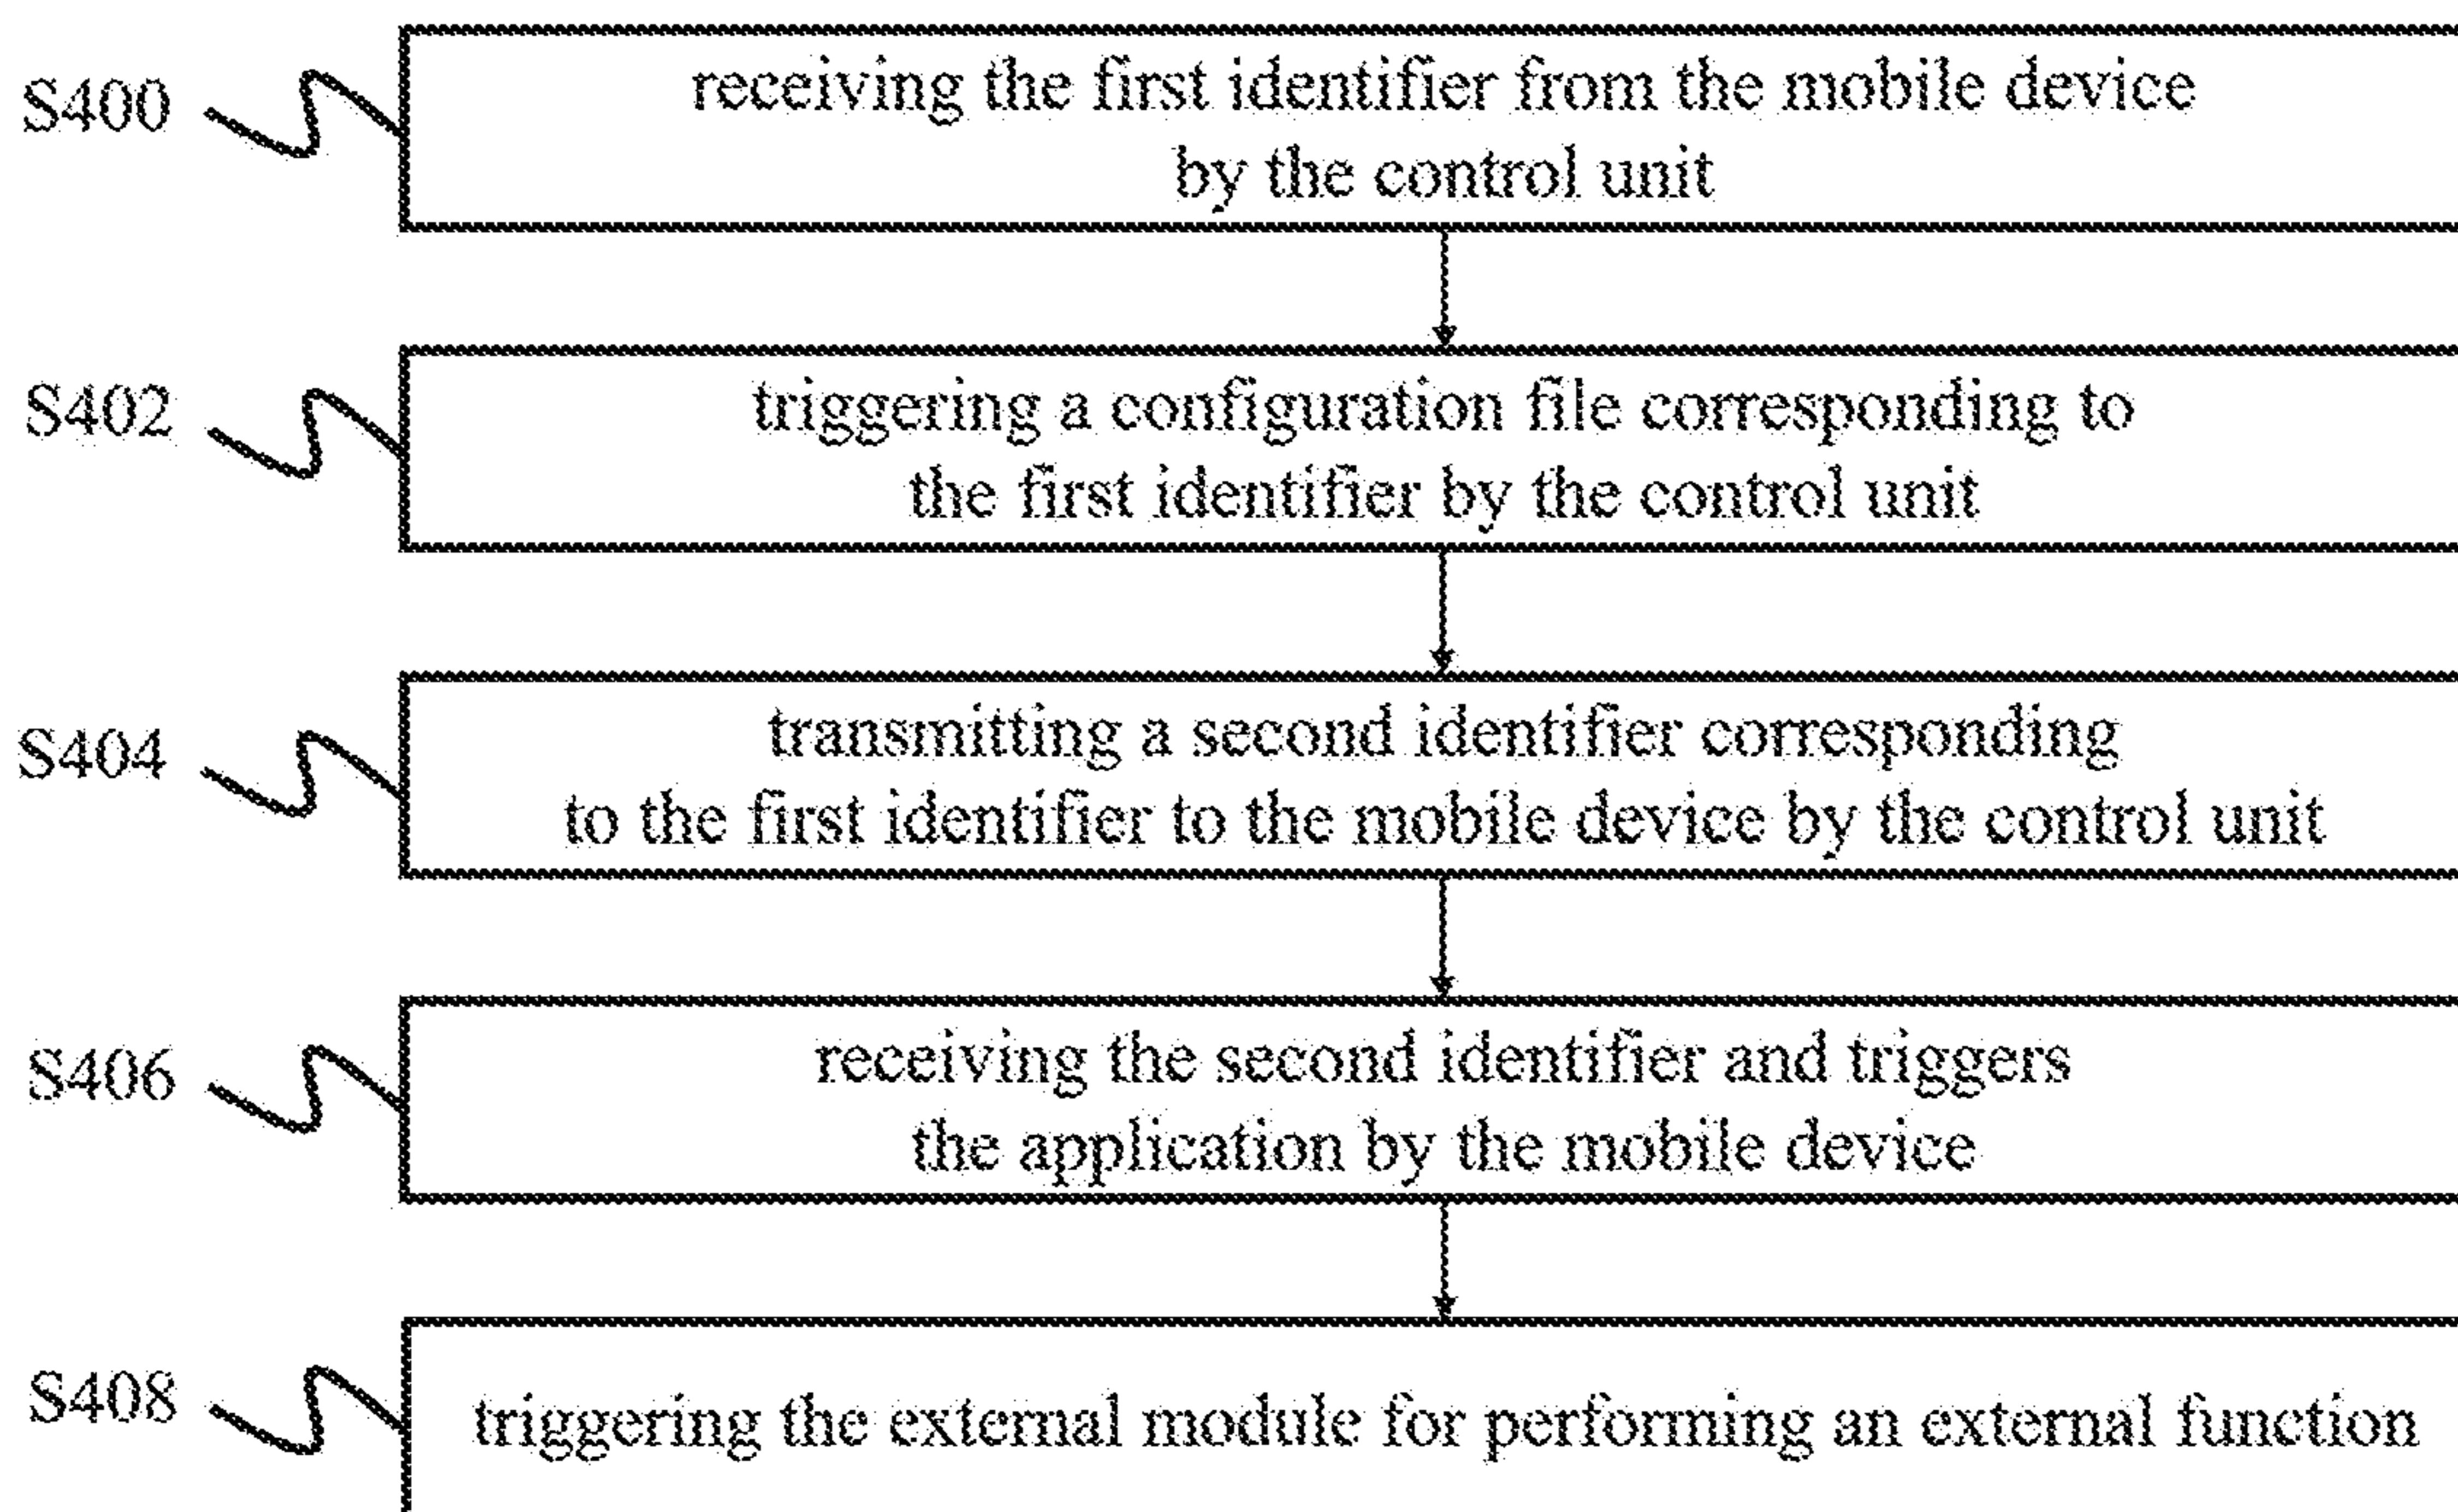 S400
receiving the first identifier from the mobile device
by the control unit
S402
triggering a configuration file corresponding to
the first identifier by the control unit
S404
transmitting a second identifier corresponding
to the first identifier to the mobile device by the control unit
S406
receiving the second identifier and triggers
the application by the mobile device
S408
triggering the external module for performing an external function